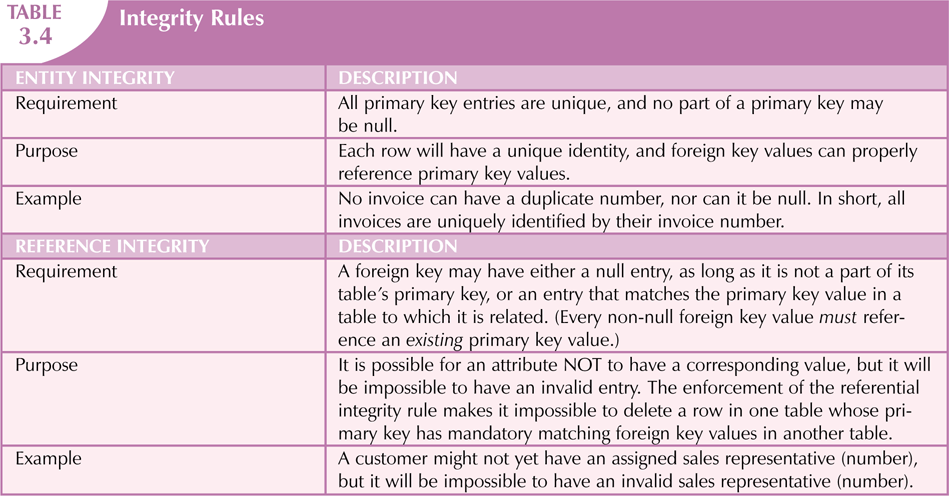 TABLE
3.4
Integrity Rules
ENTITY INTEGRITY DESCRIPTION
Requirement All primary key entries are unique, and no part of a primary key may
be null.
Purpose Each row will have a unique identity, and foreign key values can properly
reference primary key values.
Example No invoice can have a duplicate number, nor can it be null. In short, all
invoices are uniquely identified by their invoice number.
REFERENCE INTEGRITY DESCRIPTION
Requirement A foreign key may have either a null entry, as long as it is not a part of its
table's primary key, or an entry that matches the primary key value in a
table to which it is related. (Every non-null foreign key value must refer-
ence an existing primary key value.)
Purpose It is possible for an attribute NOT to have a corresponding value, but it will
be impossible to have an invalid entry. The enforcement of the referential
integrity rule makes it impossible to delete a row in one table whose pri-
mary key has mandatory matching foreign key values in another table.
Example A customer might not yet have an assigned sales representative (number),
but it will be impossible to have an invalid sales representative (number).